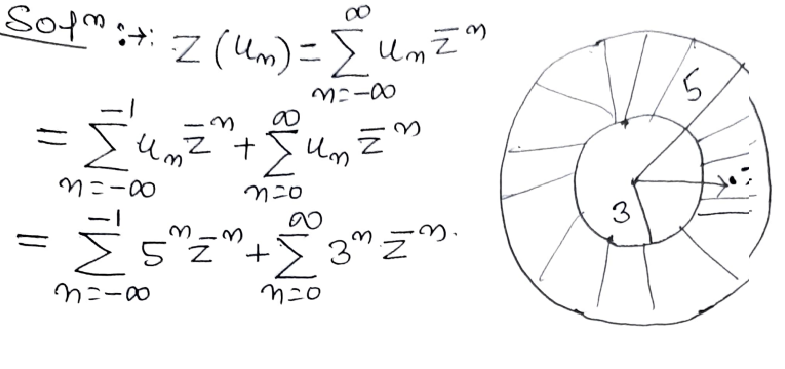 Solⁿ :→: Z(uₙ) = ∞∑n=-∞ uₙ z⁻ⁿ
= -1∑n=-∞ uₙ z⁻ⁿ + ∞∑n=0 uₙ z⁻ⁿ
= -1∑n=-∞ 5ⁿ z⁻ⁿ + ∞∑n=0 3ⁿ z⁻ⁿ.
5
3